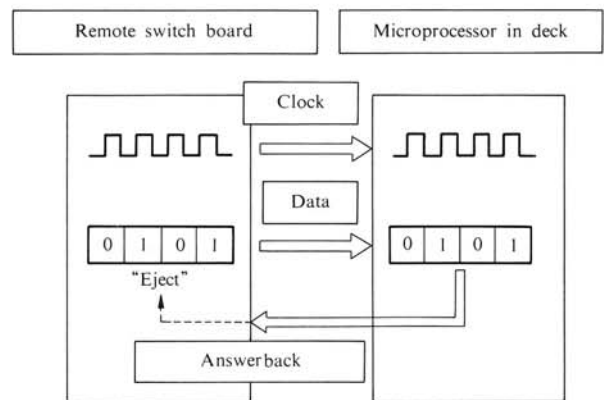 Remote switch board
Microprocessor in deck
Clock
Data
0 1 0 1
0 1 0 1
"Eject"
Answerback